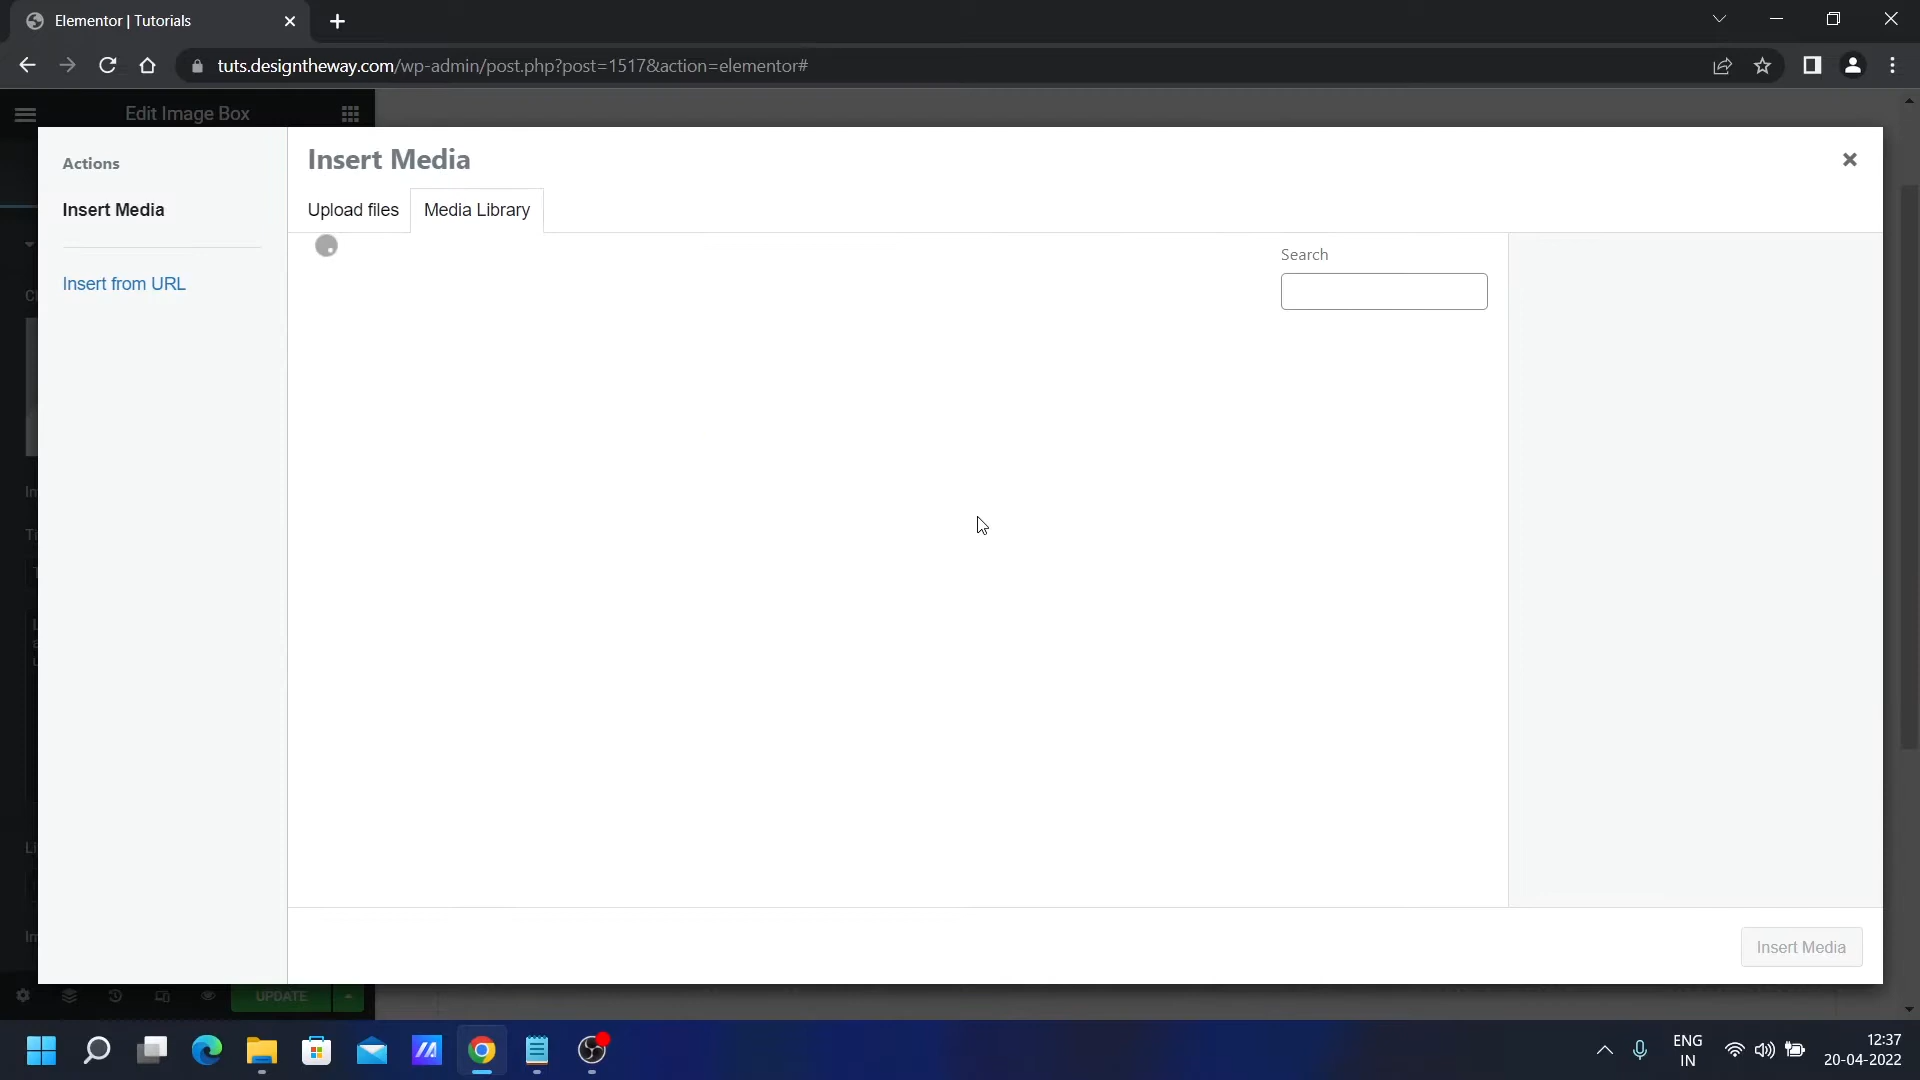 Elementor | Tutorials
tuts.designtheway.com/wp-admin/post.php?post=1517&action=elementor#
Edit Image Box
Actions
Insert Media
Insert from URL
Insert Media
Upload files
Media Library
Search
Insert Media
UPDATE
ENG
IN
12:37
20-04-2022